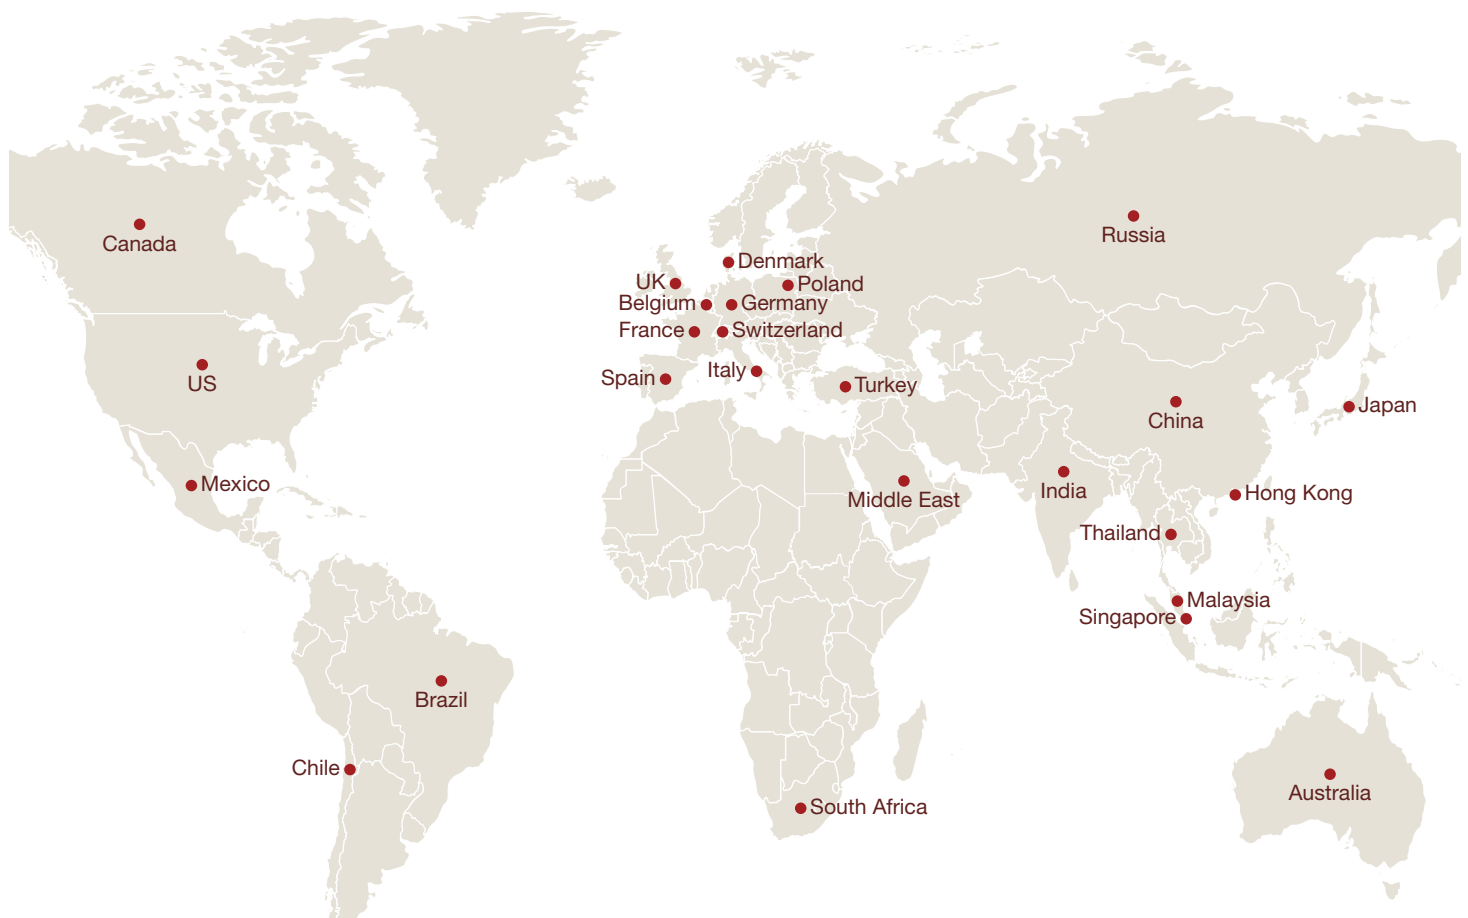 Canada
Russia
Denmark
UK
Poland
Belgium
Germany
France
Switzerland
US
Italy
Spain
Turkey
China
Japan
Mexico
Middle East
India
Hong Kong
Thailand
Malaysia
Singapore
Brazil
Chile
Australia
South Africa